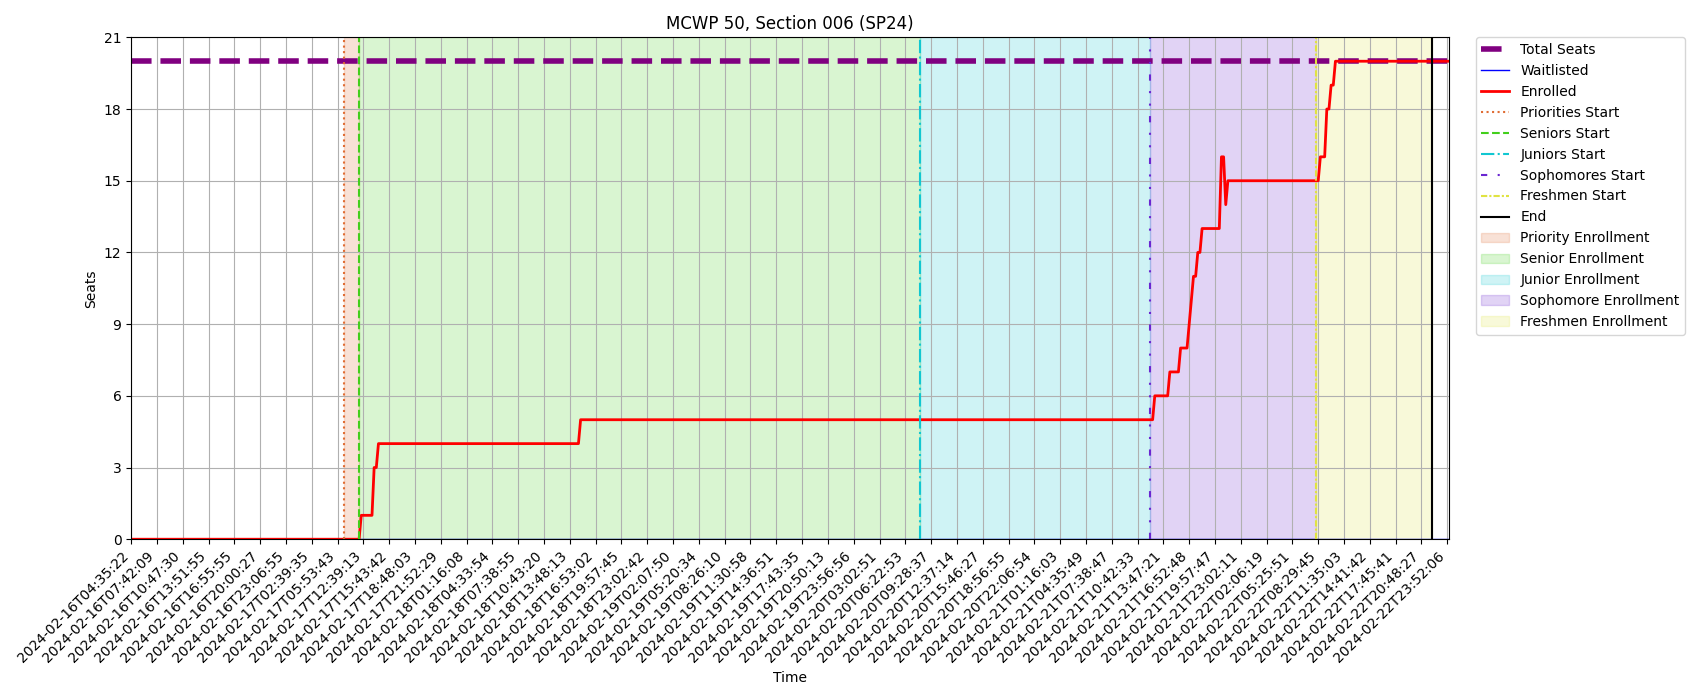 MCWP 50, Section 006 (SP24)
21
18
15
12
9
6
3
0
Seats
2024-02-16T04:35:22
2024-02-16T07:42:09
2024-02-16T10:47:30
2024-02-16T13:51:55
2024-02-16T16:55:55
2024-02-16T20:00:27
2024-02-16T23:06:55
2024-02-17T02:39:35
2024-02-17T05:53:43
2024-02-17T12:39:13
2024-02-17T15:43:42
2024-02-17T18:48:03
2024-02-17T21:52:29
2024-02-18T01:16:08
2024-02-18T04:33:54
2024-02-18T07:38:55
2024-02-18T10:43:20
2024-02-18T13:48:13
2024-02-18T16:53:02
2024-02-18T19:57:45
2024-02-18T23:02:42
2024-02-19T02:07:50
2024-02-19T05:20:34
2024-02-19T08:26:10
2024-02-19T11:30:58
2024-02-19T14:36:51
2024-02-19T17:43:35
2024-02-19T20:50:13
2024-02-19T23:56:56
2024-02-20T03:02:51
2024-02-20T06:22:53
2024-02-20T09:28:37
2024-02-20T12:37:14
2024-02-20T15:46:27
2024-02-20T18:56:55
2024-02-20T22:06:54
2024-02-21T01:16:03
2024-02-21T04:35:49
2024-02-21T07:38:47
2024-02-21T10:42:33
2024-02-21T13:47:21
2024-02-21T16:52:48
2024-02-21T19:57:47
2024-02-21T23:02:11
2024-02-22T02:06:19
2024-02-22T05:25:51
2024-02-22T08:29:45
2024-02-22T11:35:03
2024-02-22T14:41:42
2024-02-22T17:45:41
2024-02-22T20:48:27
2024-02-22T23:52:06
Time
Total Seats
Waitlisted
Enrolled
Priorities Start
Seniors Start
Juniors Start
Sophomores Start
Freshmen Start
End
Priority Enrollment
Senior Enrollment
Junior Enrollment
Sophomore Enrollment
Freshmen Enrollment